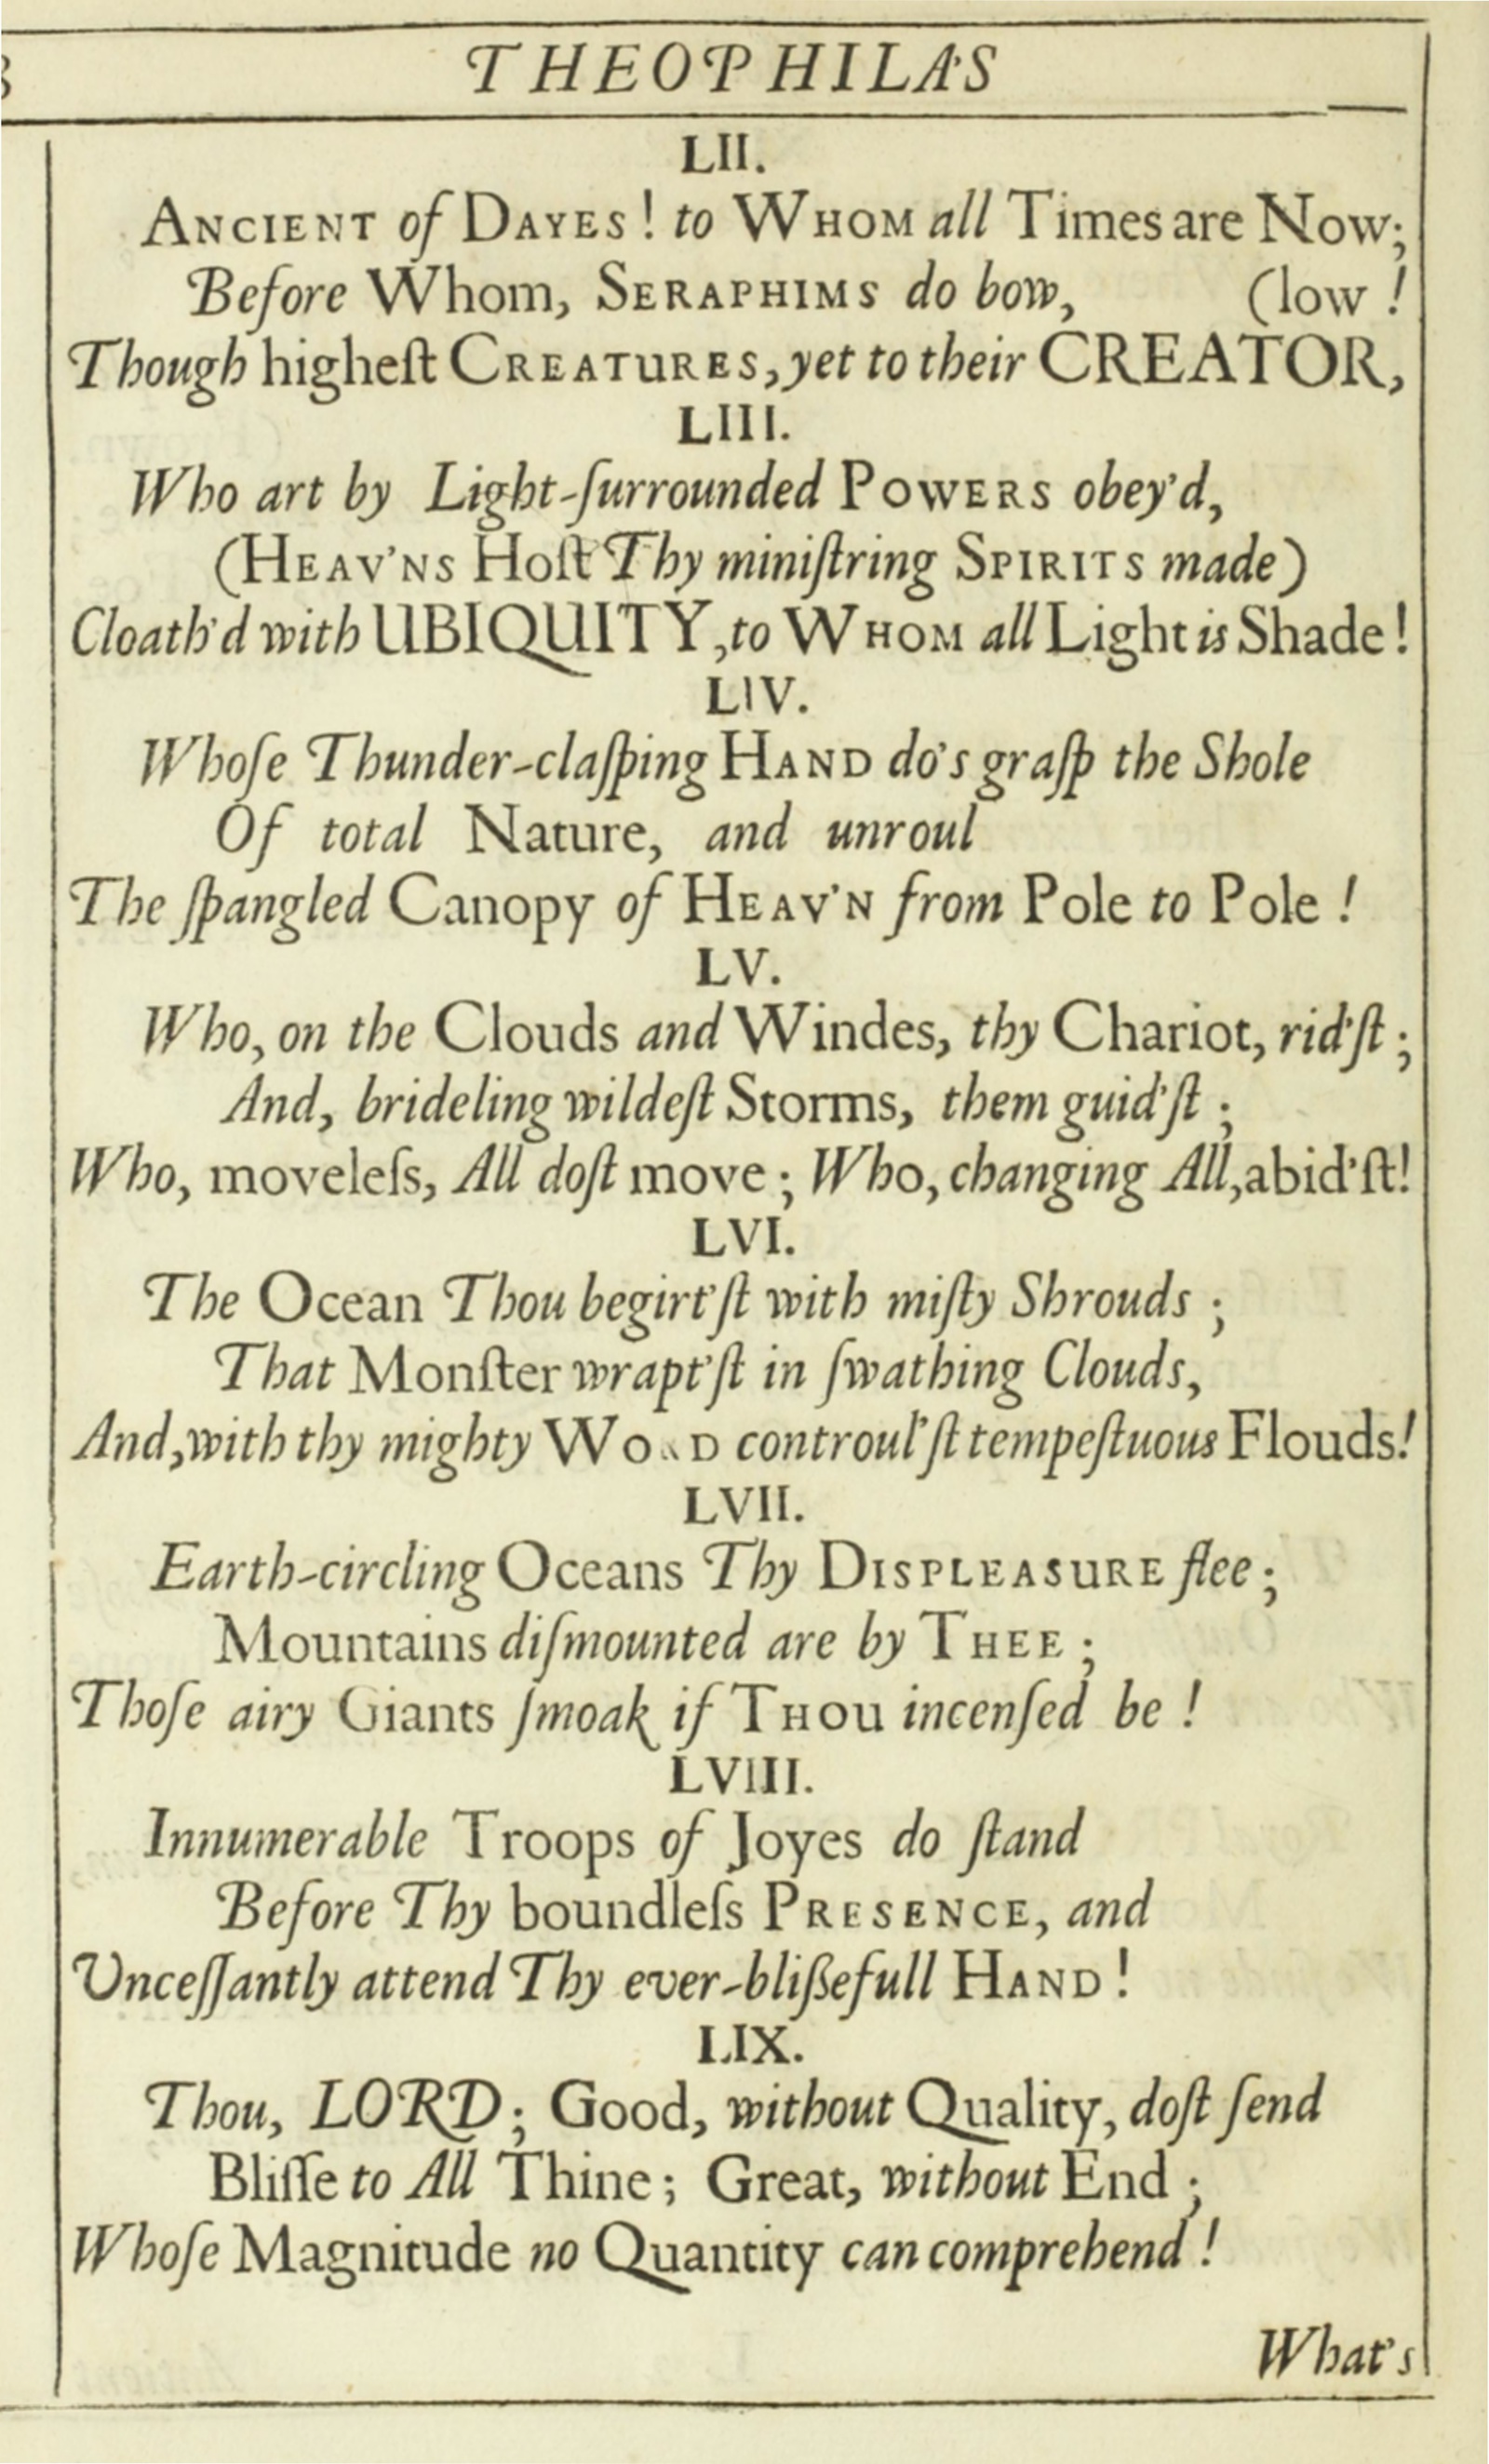 THEOPHILA'S
LII.
ANCIENT of DAYES! to WHOM all Times are Now;
Before Whom, SERAPHIMS do bow, (low!
Though higheſt CREATURES, yet to their CREATOR,
LIII.
Who art by Light-ſurrounded POWERS obey'd,
(HEAV'NS Hoſt Thy miniſtring SPIRITS made)
Cloath'd with UBIQUITY, to WHOM all Light is Shade!
LIV.
Whoſe Thunder-claſping HAND do's graſp the Shole
Of total Nature, and unroul
The ſpangled Canopy of HEAV'N from Pole to Pole!
LV.
Who, on the Clouds and Windes, thy Chariot, rid'ſt;
And, brideling wildeſt Storms, them guid'ſt;
Who, moveleſs, All doſt move; Who, changing All, abid'ſt!
LVI.
The Ocean Thou begirt'ſt with miſty Shrouds;
That Monſter wrapt'ſt in ſwathing Clouds,
And, with thy mighty WORD controul'ſt tempeſtuous Flouds!
LVII.
Earth-circling Oceans Thy DISPLEASURE flee;
Mountains diſmounted are by THEE;
Thoſe airy Giants ſmoak if THOU incenſed be!
LVIII.
Innumerable Troops of Joyes do ſtand
Before Thy boundleſs PRESENCE, and
Unceſſantly attend Thy ever-blißefull HAND!
LIX.
Thou, LORD; Good, without Quality, doſt ſend
Bliſſe to All Thine; Great, without End;
Whoſe Magnitude no Quantity can comprehend!
What's